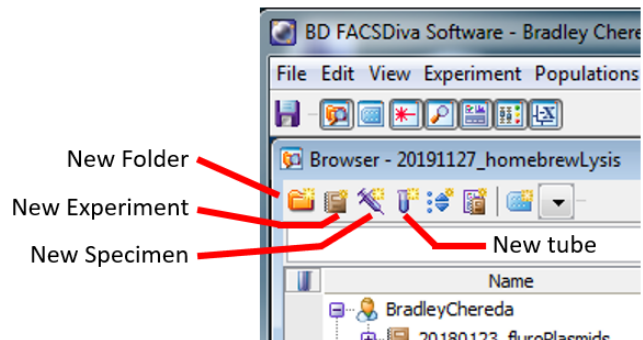 BD FACSDiva Software - Bradley Chere
File Edit View Experiment Populations
New Folder
Browser - 20191127_homebrewLysis
New Experiment
New Specimen
New tube
Name
BradleyChereda
20180123_fluroPlasmids